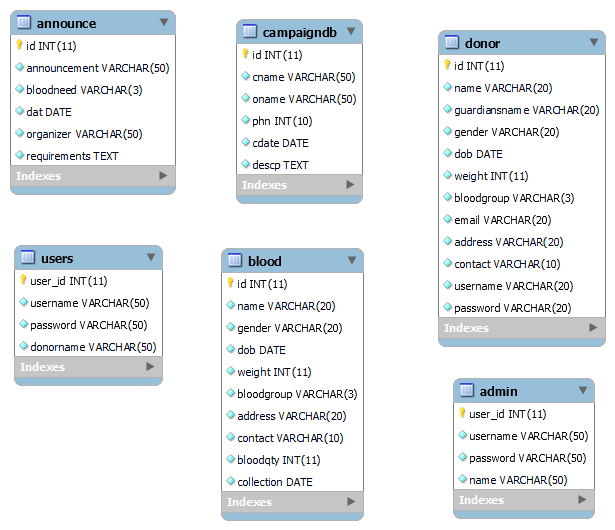 announce
id INT(11)
announcement VARCHAR(50)
bloodneed VARCHAR(3)
dat DATE
organizer VARCHAR(50)
requirements TEXT
Indexes
campaigndb
id INT(11)
cname VARCHAR(50)
oname VARCHAR(50)
phn INT(10)
cdate DATE
descp TEXT
Indexes
donor
id INT(11)
name VARCHAR(20)
guardiansname VARCHAR(20)
gender VARCHAR(20)
dob DATE
weight INT(11)
bloodgroup VARCHAR(3)
email VARCHAR(20)
address VARCHAR(20)
contact VARCHAR(10)
username VARCHAR(20)
password VARCHAR(20)
Indexes
users
user_id INT(11)
username VARCHAR(50)
password VARCHAR(50)
donorname VARCHAR(50)
Indexes
blood
id INT(11)
name VARCHAR(20)
gender VARCHAR(20)
dob DATE
weight INT(11)
bloodgroup VARCHAR(3)
address VARCHAR(20)
contact VARCHAR(10)
bloodqty INT(11)
collection DATE
Indexes
admin
user_id INT(11)
username VARCHAR(50)
password VARCHAR(50)
name VARCHAR(50)
Indexes